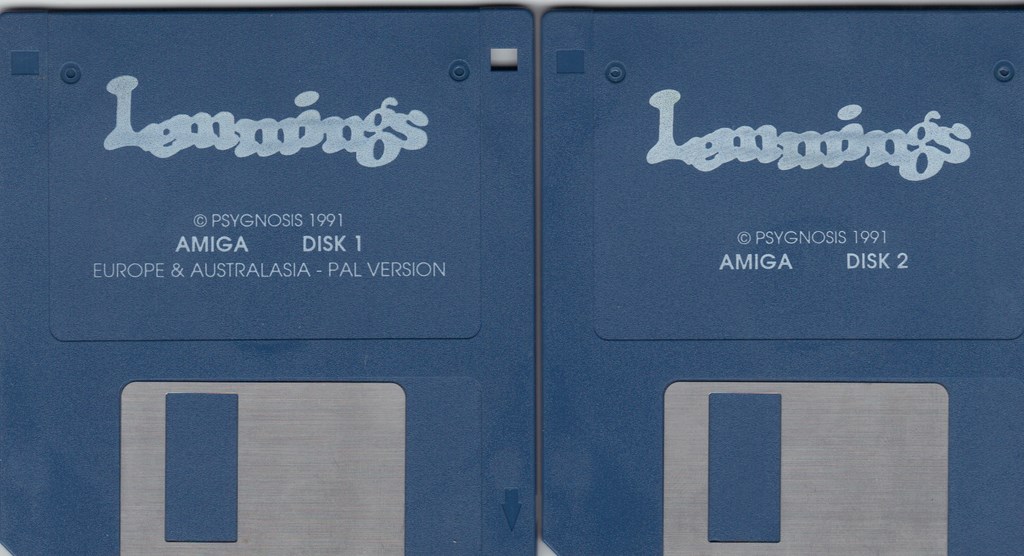 Lemmings
© PSYGNOSIS 1991
AMIGA DISK 1
EUROPE & AUSTRALASIA - PAL VERSION
Lemmings
© PSYGNOSIS 1991
AMIGA DISK 2